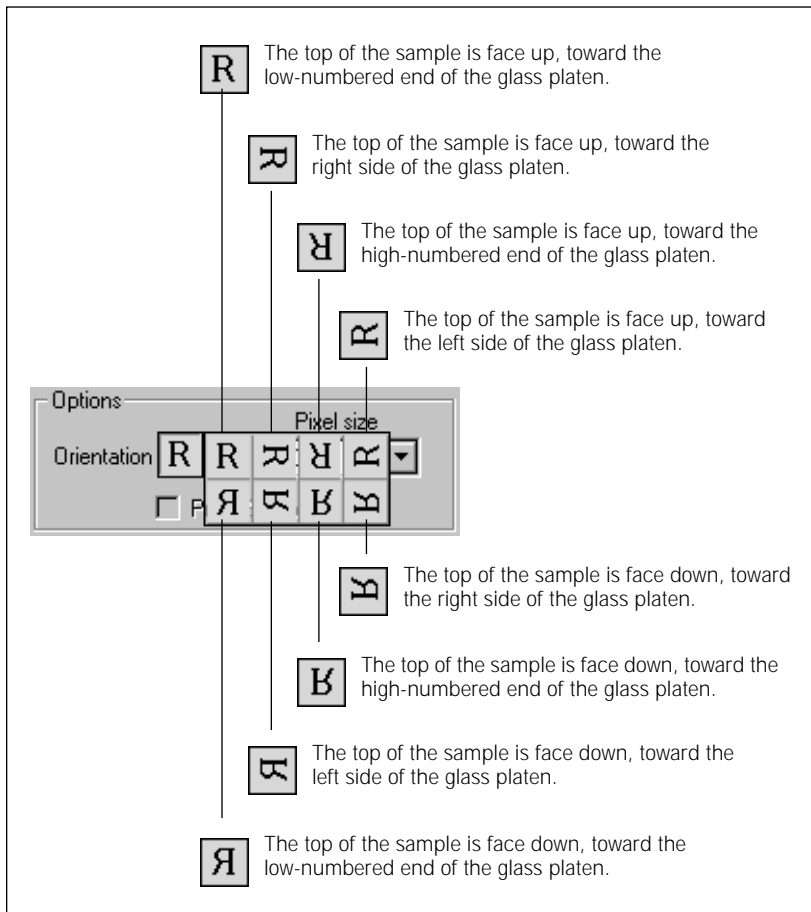 R
The top of the sample is face up, toward the
low-numbered end of the glass platen.
R
The top of the sample is face up, toward the
right side of the glass platen.
R
The top of the sample is face up, toward the
high-numbered end of the glass platen.
R
The top of the sample is face up, toward
the left side of the glass platen.
Options
Pixel size
Orientation R R R R R
P R R R R
R
The top of the sample is face down, toward
the right side of the glass platen.
R
The top of the sample is face down, toward the
high-numbered end of the glass platen.
R
The top of the sample is face down, toward the
left side of the glass platen.
R
The top of the sample is face down, toward the
low-numbered end of the glass platen.